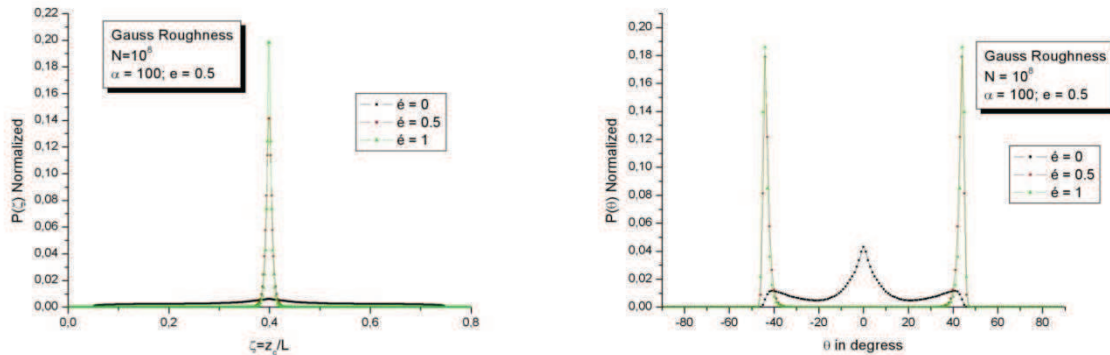 0,22
0,20
0,18
0,16
0,14
0,12
0,10
0,08
0,06
0,04
0,02
0,00
P(ζ) Normalized
Gauss Roughness
N=10⁸
α = 100; e = 0.5
é = 0
é = 0.5
é = 1
0,0 0,2 0,4 0,6 0,8
0,20
0,18
0,16
0,14
0,12
0,10
0,08
0,06
0,04
0,02
0,00
P(θ) Normalized
Gauss Roughness
N = 10⁸
α = 100; e = 0.5
é = 0
é = 0.5
é = 1
-80 -60 -40 -20 0 20 40 60 80
θ in degress